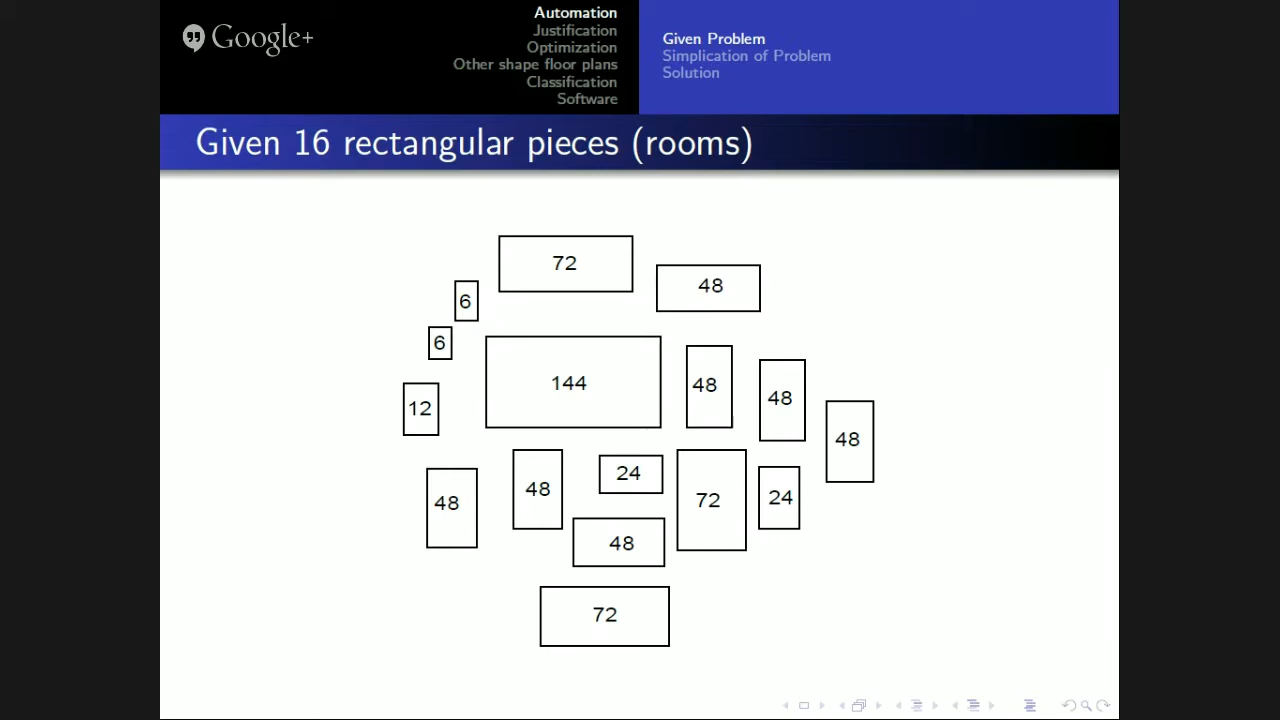 Google+
Automation
Justification
Optimization
Other shape floor plans
Classification
Software
Given Problem
Simplication of Problem
Solution
Given 16 rectangular pieces (rooms)
72
48
6
6
144
48
48
12
48
48
48
24
72
24
48
72